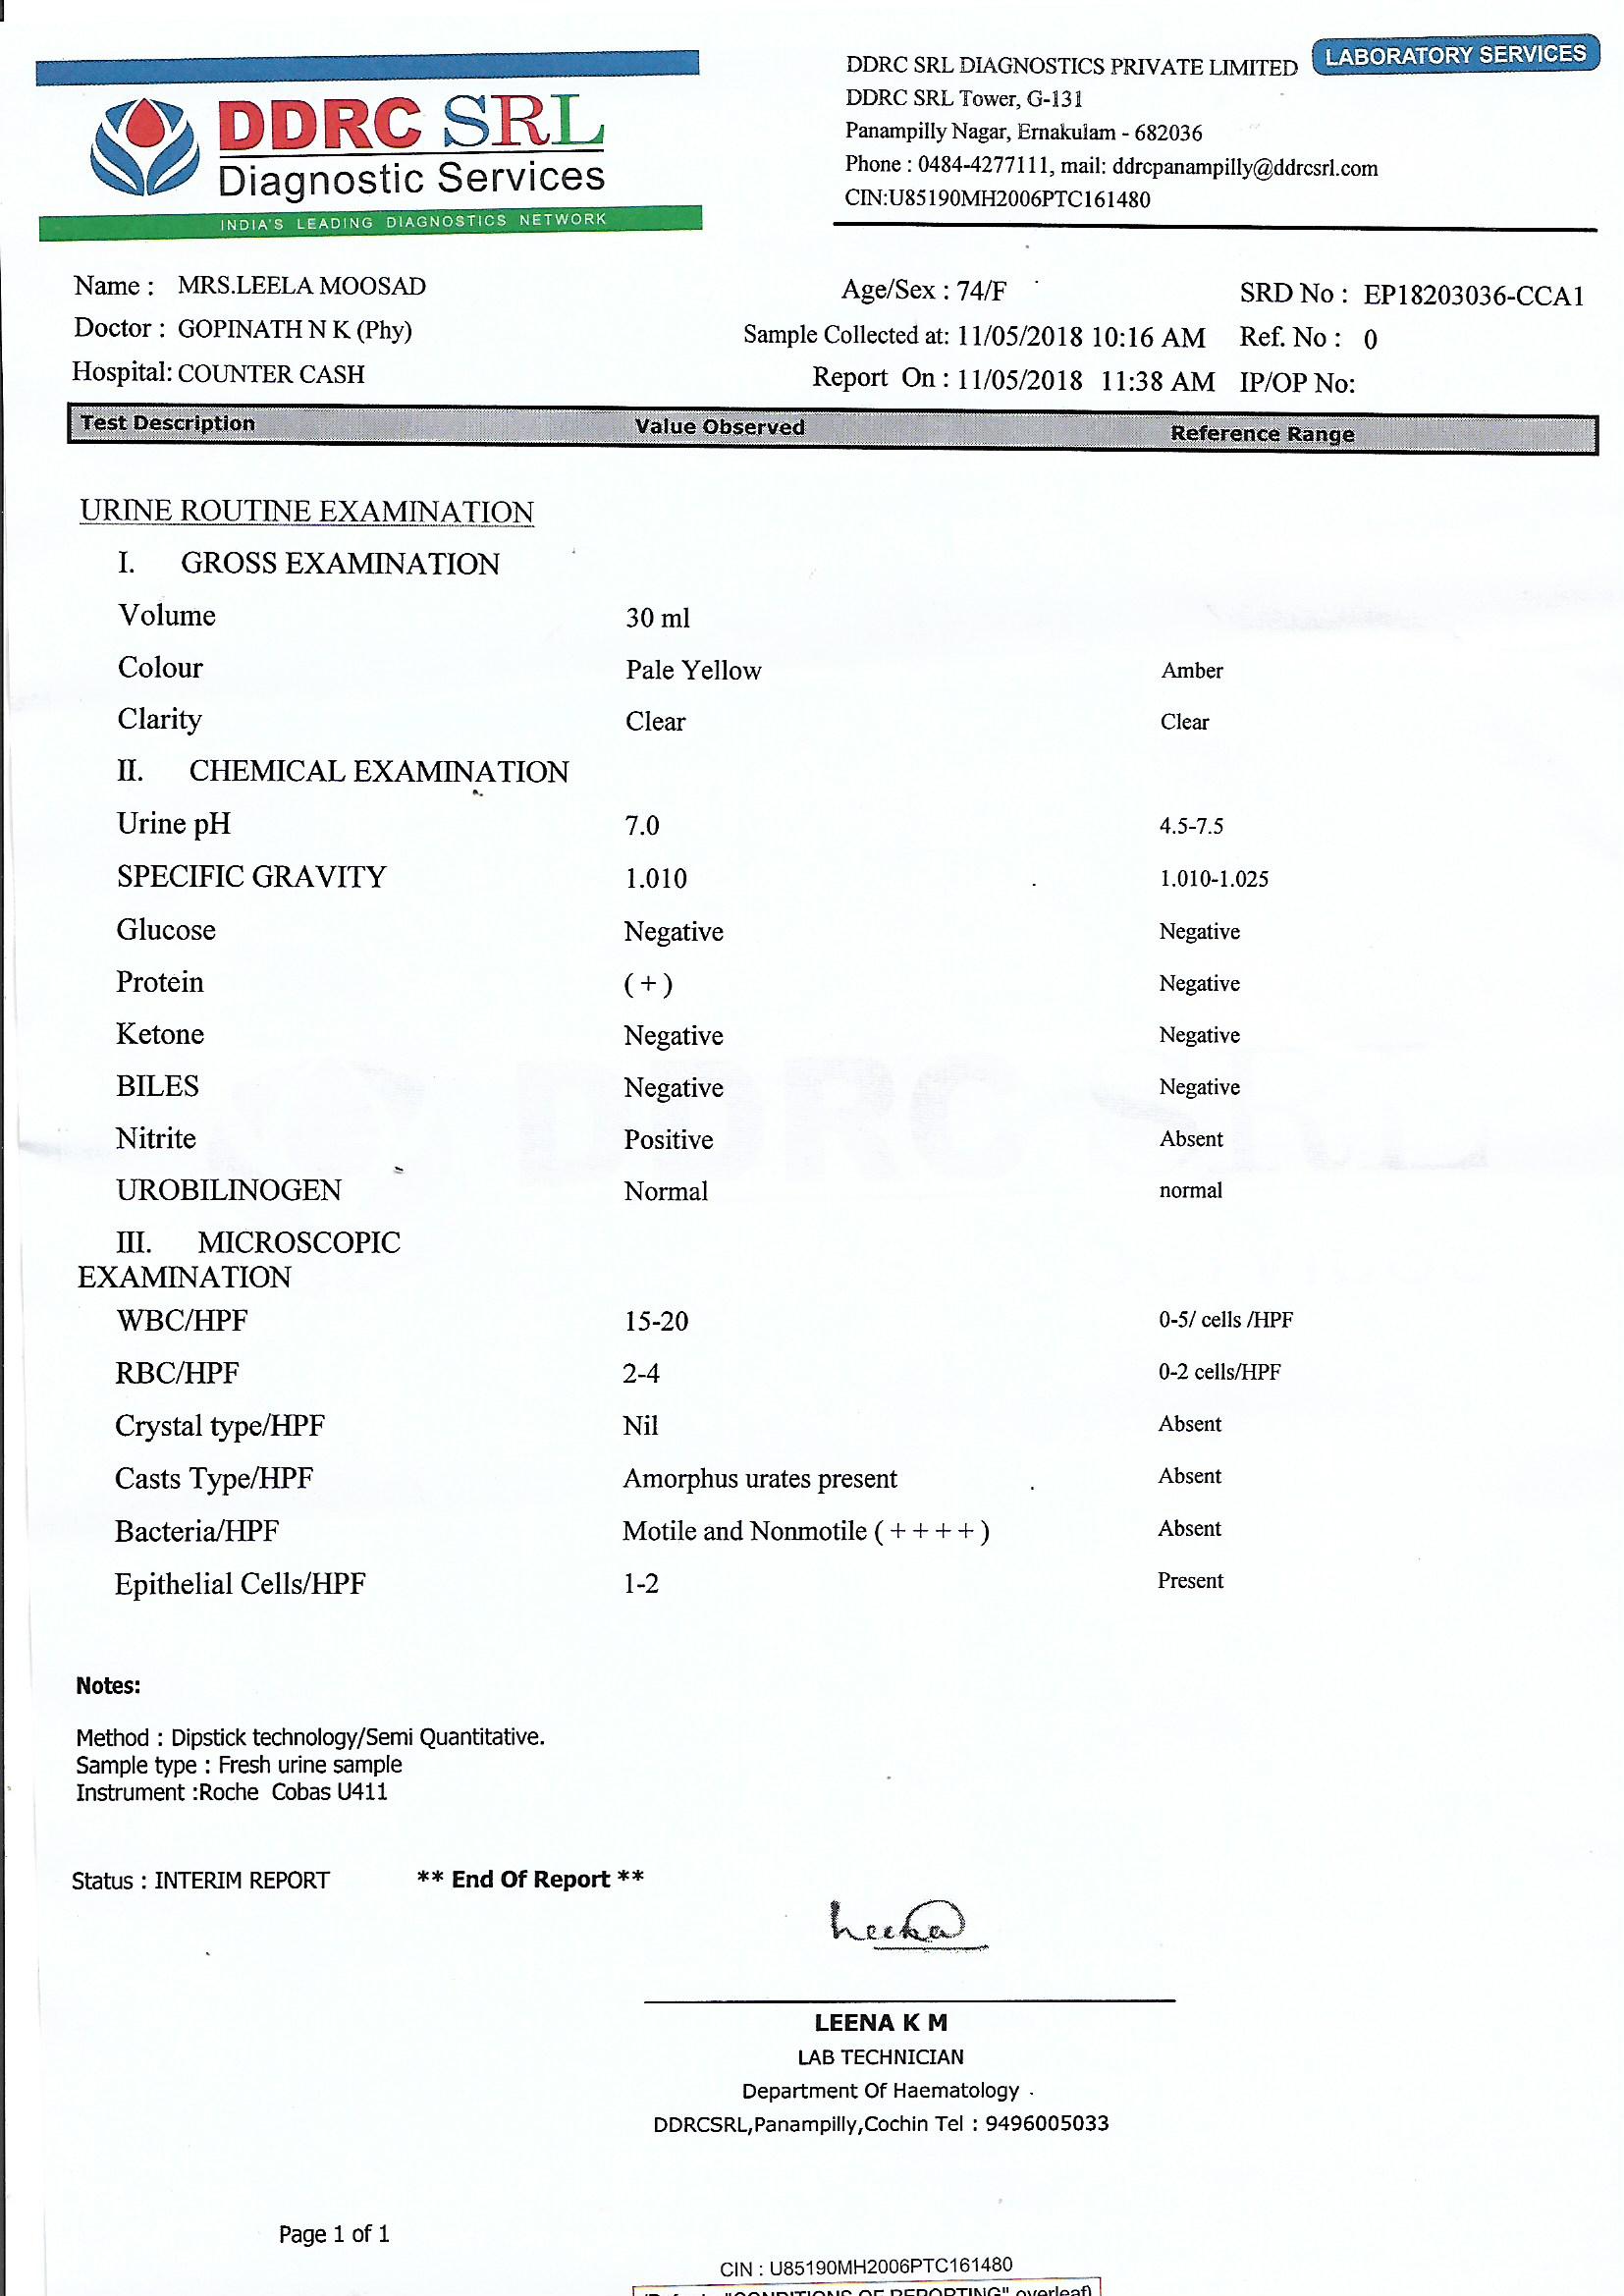 LABORATORY SERVICES
DDRC SRL
Diagnostic Services
INDIA'S LEADING DIAGNOSTICS NETWORK
DDRC SRL DIAGNOSTICS PRIVATE LIMITED
DDRC SRL Tower, G-131
Panampilly Nagar, Ernakulam - 682036
Phone : 0484-4277111, mail: ddrcpanampilly@ddrcsrl.com
CIN:U85190MH2006PTC161480
Name : MRS.LEELA MOOSAD Age/Sex : 74/F SRD No : EP18203036-CCA1
Doctor : GOPINATH N K (Phy) Sample Collected at: 11/05/2018 10:16 AM Ref. No : 0
Hospital: COUNTER CASH Report On : 11/05/2018 11:38 AM IP/OP No:
Test Description Value Observed Reference Range
URINE ROUTINE EXAMINATION
I. GROSS EXAMINATION
Volume 30 ml
Colour Pale Yellow Amber
Clarity Clear Clear
II. CHEMICAL EXAMINATION
Urine pH 7.0 4.5-7.5
SPECIFIC GRAVITY 1.010 1.010-1.025
Glucose Negative Negative
Protein ( + ) Negative
Ketone Negative Negative
BILES Negative Negative
Nitrite Positive Absent
UROBILINOGEN Normal normal
III. MICROSCOPIC
EXAMINATION
WBC/HPF 15-20 0-5/ cells /HPF
RBC/HPF 2-4 0-2 cells/HPF
Crystal type/HPF Nil Absent
Casts Type/HPF Amorphus urates present Absent
Bacteria/HPF Motile and Nonmotile ( + + + + ) Absent
Epithelial Cells/HPF 1-2 Present
Notes:
Method : Dipstick technology/Semi Quantitative.
Sample type : Fresh urine sample
Instrument :Roche Cobas U411
Status : INTERIM REPORT ** End Of Report **
Leena
LEENA K M
LAB TECHNICIAN
Department Of Haematology
DDRCSRL,Panampilly,Cochin Tel : 9496005033
Page 1 of 1
CIN : U85190MH2006PTC161480
"CONDITIONS OF REPORTING" overleaf)